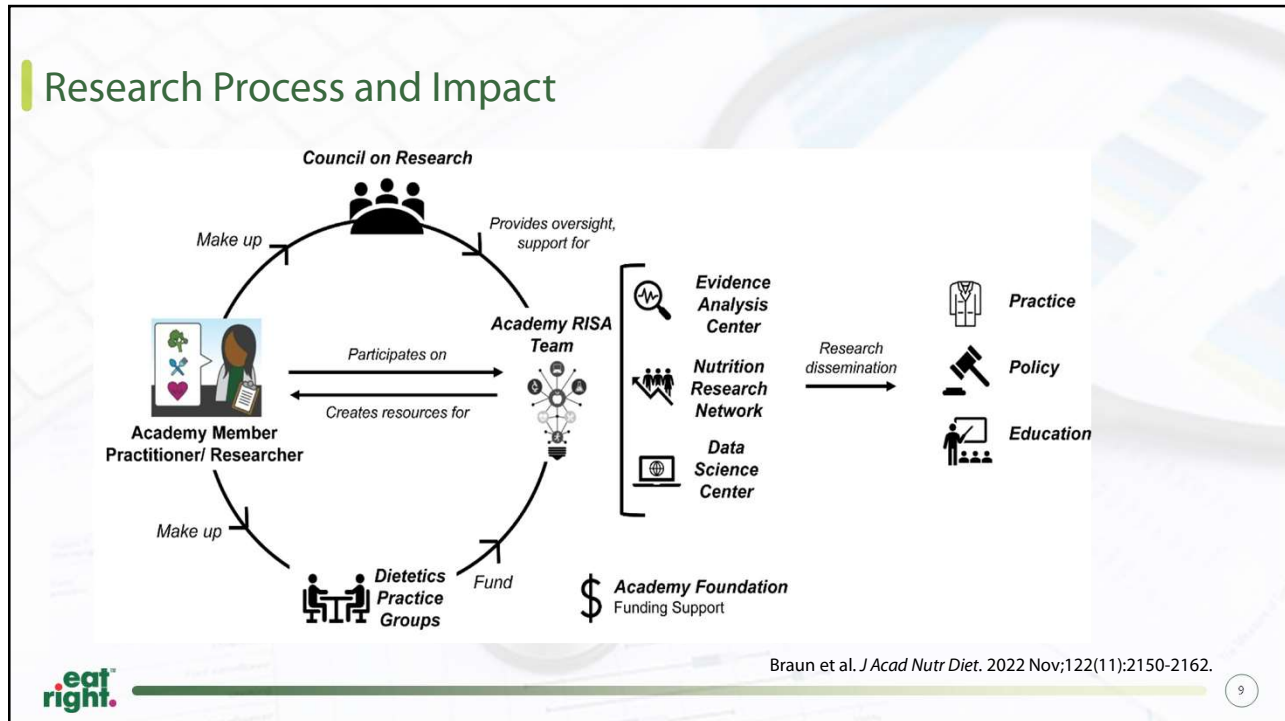 Research Process and Impact
Council on Research
Make up
Provides oversight,
support for
Academy RISA
Team
Participates on
Creates resources for
Academy Member
Practitioner/ Researcher
Make up
Dietetics
Practice
Groups
Fund
Evidence
Analysis
Center
Nutrition
Research
Network
Data
Science
Center
Research
dissemination
Practice
Policy
Education
$ Academy Foundation
Funding Support
Braun et al. J Acad Nutr Diet. 2022 Nov;122(11):2150-2162.
eat™
right.
9